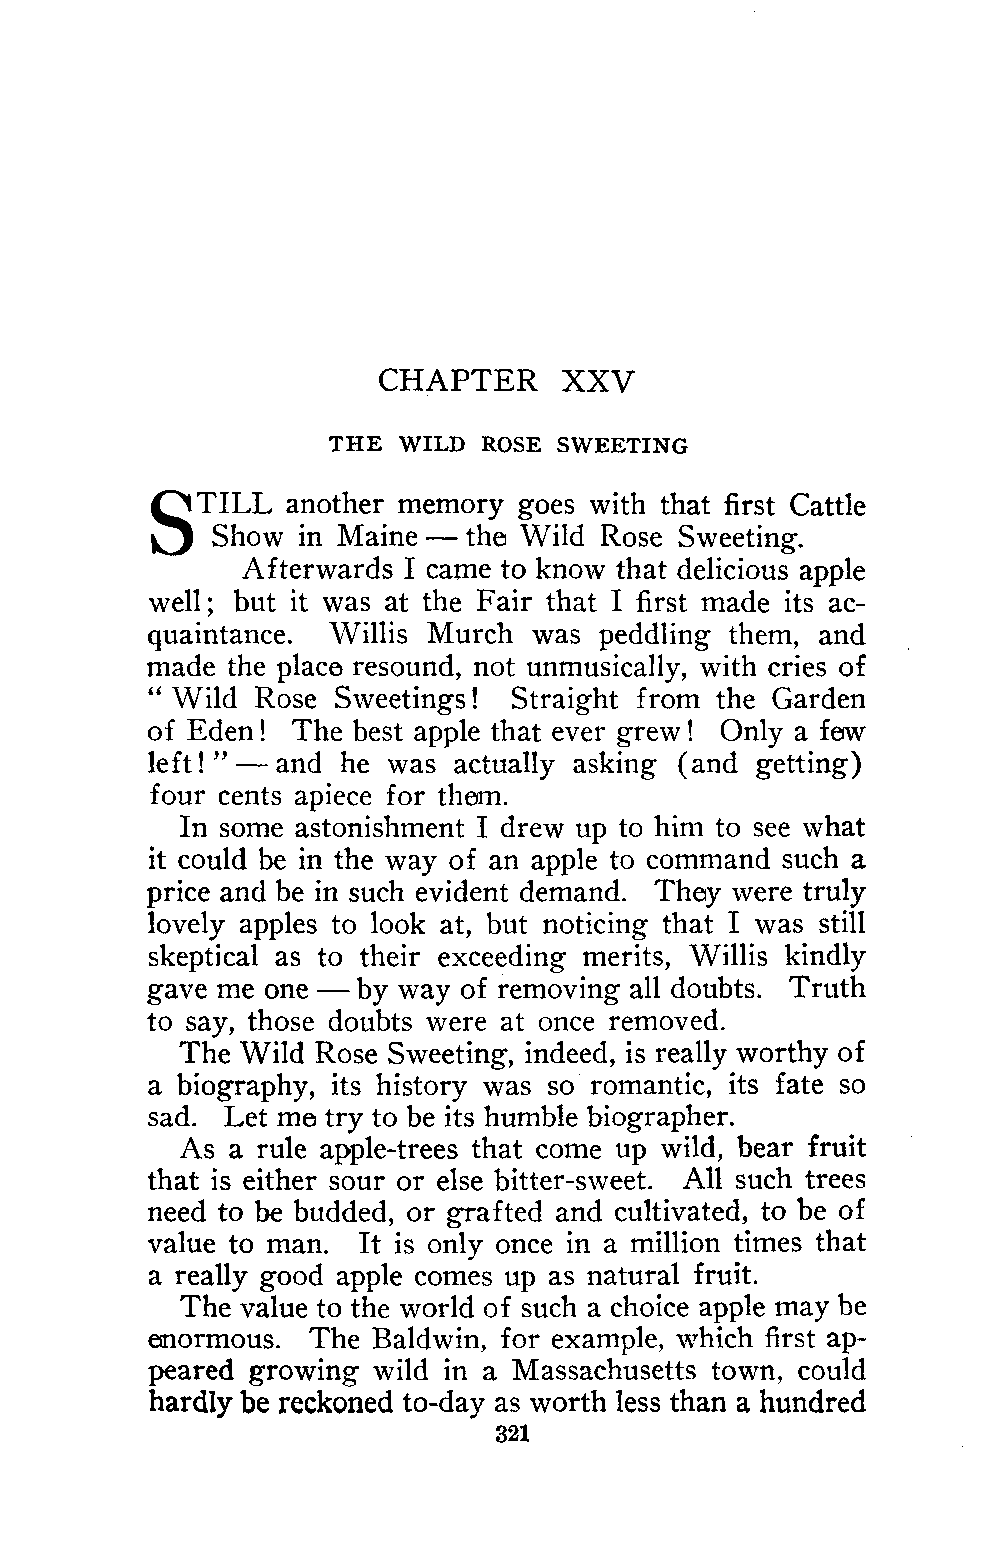 CHAPTER XXV
THE WILD ROSE SWEETING
STILL another memory goes with that first Cattle
Show in Maine — the Wild Rose Sweeting.
Afterwards I came to know that delicious apple
well; but it was at the Fair that I first made its ac-
quaintance. Willis Murch was peddling them, and
made the place resound, not unmusically, with cries of
" Wild Rose Sweetings! Straight from the Garden
of Eden! The best apple that ever grew! Only a few
left! " — and he was actually asking (and getting)
four cents apiece for them.
In some astonishment I drew up to him to see what
it could be in the way of an apple to command such a
price and be in such evident demand. They were truly
lovely apples to look at, but noticing that I was still
skeptical as to their exceeding merits, Willis kindly
gave me one — by way of removing all doubts. Truth
to say, those doubts were at once removed.
The Wild Rose Sweeting, indeed, is really worthy of
a biography, its history was so romantic, its fate so
sad. Let me try to be its humble biographer.
As a rule apple-trees that come up wild, bear fruit
that is either sour or else bitter-sweet. All such trees
need to be budded, or grafted and cultivated, to be of
value to man. It is only once in a million times that
a really good apple comes up as natural fruit.
The value to the world of such a choice apple may be
enormous. The Baldwin, for example, which first ap-
peared growing wild in a Massachusetts town, could
hardly be reckoned to-day as worth less than a hundred
321